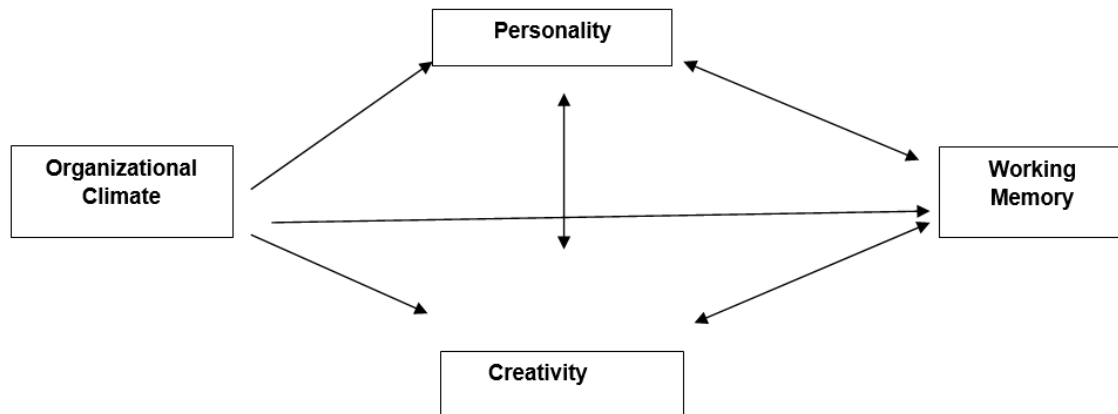 Personality
Organizational
Climate
Working
Memory
Creativity